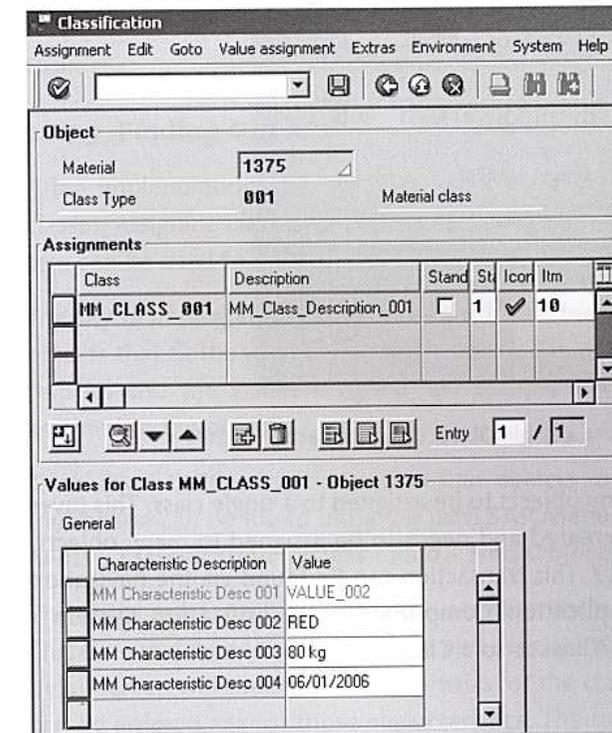 Classification
Assignment Edit Goto Value assignment Extras Environment System Help
Object
Material 1375
Class Type 001 Material class
Assignments
Class Description Stand Sta Icon Itm
MM_CLASS_001 MM_Class_Description_001 1 10
Entry 1 / 1
Values for Class MM_CLASS_001 - Object 1375
General
Characteristic Description Value
MM Characteristic Desc 001 VALUE_002
MM Characteristic Desc 002 RED
MM Characteristic Desc 003 80 kg
MM Characteristic Desc 004 06/01/2006